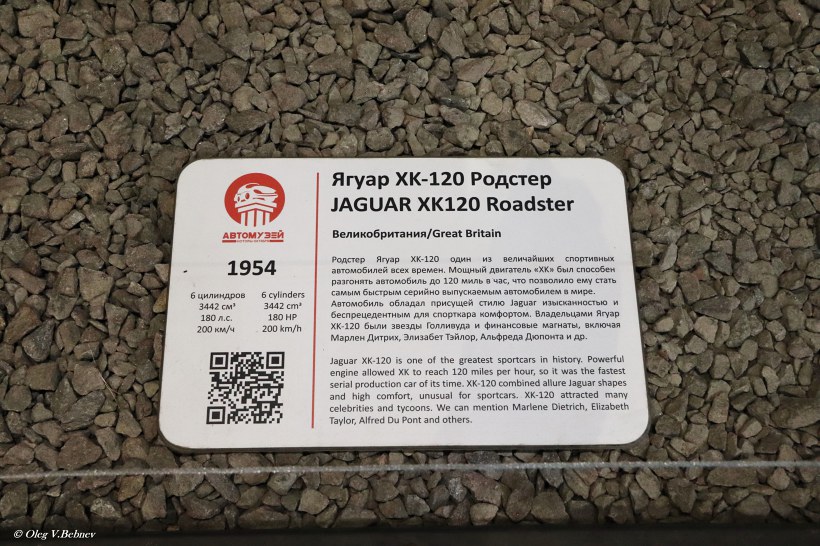 АВТОМУЗЕЙ
1954
6 цилиндров
3442 см³
180 л.с.
200 км/ч
6 cylinders
3442 cm³
180 HP
200 km/h
Ягуар XK-120 Родстер
JAGUAR XK120 Roadster
Великобритания/Great Britain
Родстер Ягуар XK-120 один из величайших спортивных
автомобилей всех времен. Мощный двигатель «XK» был способен
разгонять автомобиль до 120 миль в час, что позволило ему стать
самым быстрым серийно выпускаемым автомобилем в мире.
Автомобиль обладал присущей стилю Jaguar изысканностью и
беспрецедентным для спорткара комфортом. Владельцами Ягуар
XK-120 были звезды Голливуда и финансовые магнаты, включая
Марлен Дитрих, Элизабет Тэйлор, Альфреда Дюпонта и др.
Jaguar XK-120 is one of the greatest sportcars in history. Powerful
engine allowed XK to reach 120 miles per hour, so it was the fastest
serial production car of its time. XK-120 combined allure Jaguar shapes
and high comfort, unusual for sportcars. XK-120 attracted many
celebrities and tycoons. We can mention Marlene Dietrich, Elizabeth
Taylor, Alfred Du Pont and others.
© Oleg V.Bebnev